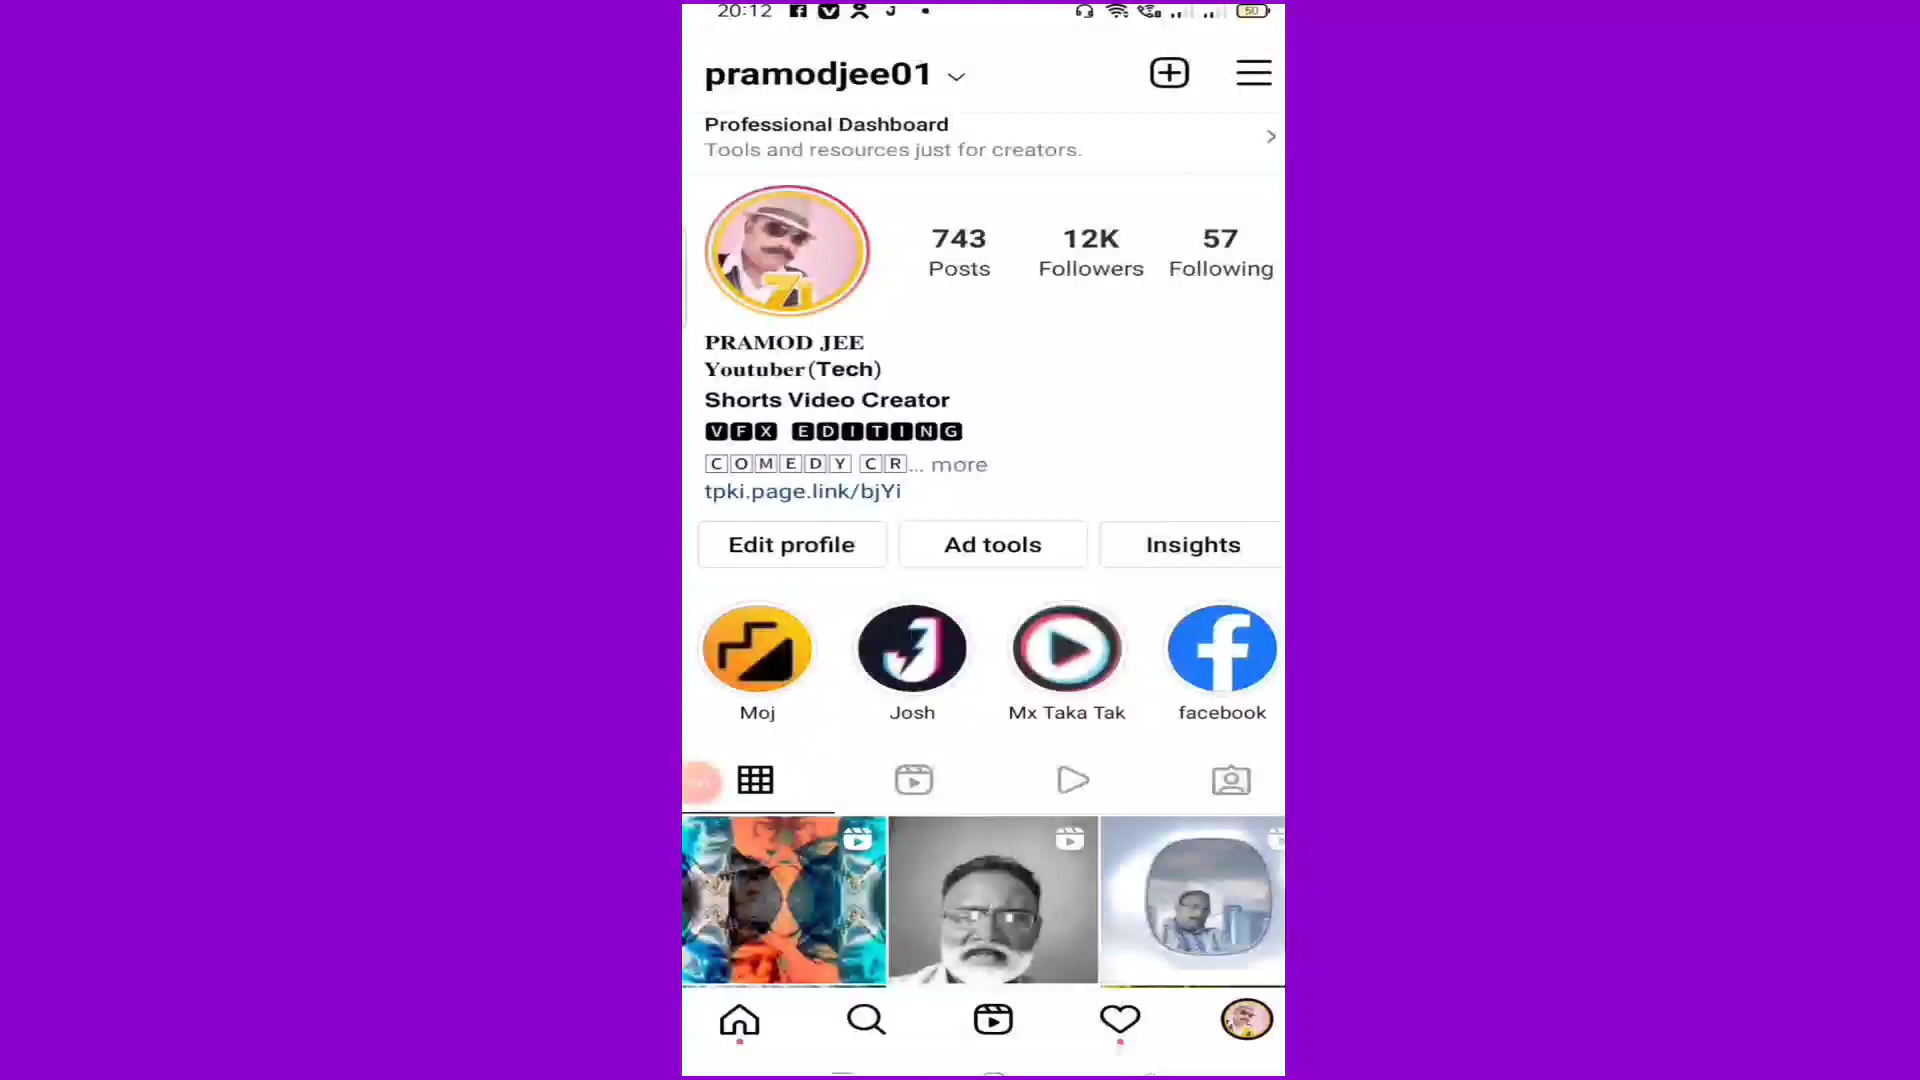 20:12
50
pramodjee01
Professional Dashboard
Tools and resources just for creators.
743 12K 57
Posts Followers Following
PRAMOD JEE
Youtuber(Tech)
Shorts Video Creator
VFX EDITING
COMEDY CR... more
tpki.page.link/bjYi
Edit profile Ad tools Insights
Moj Josh Mx Taka Tak facebook